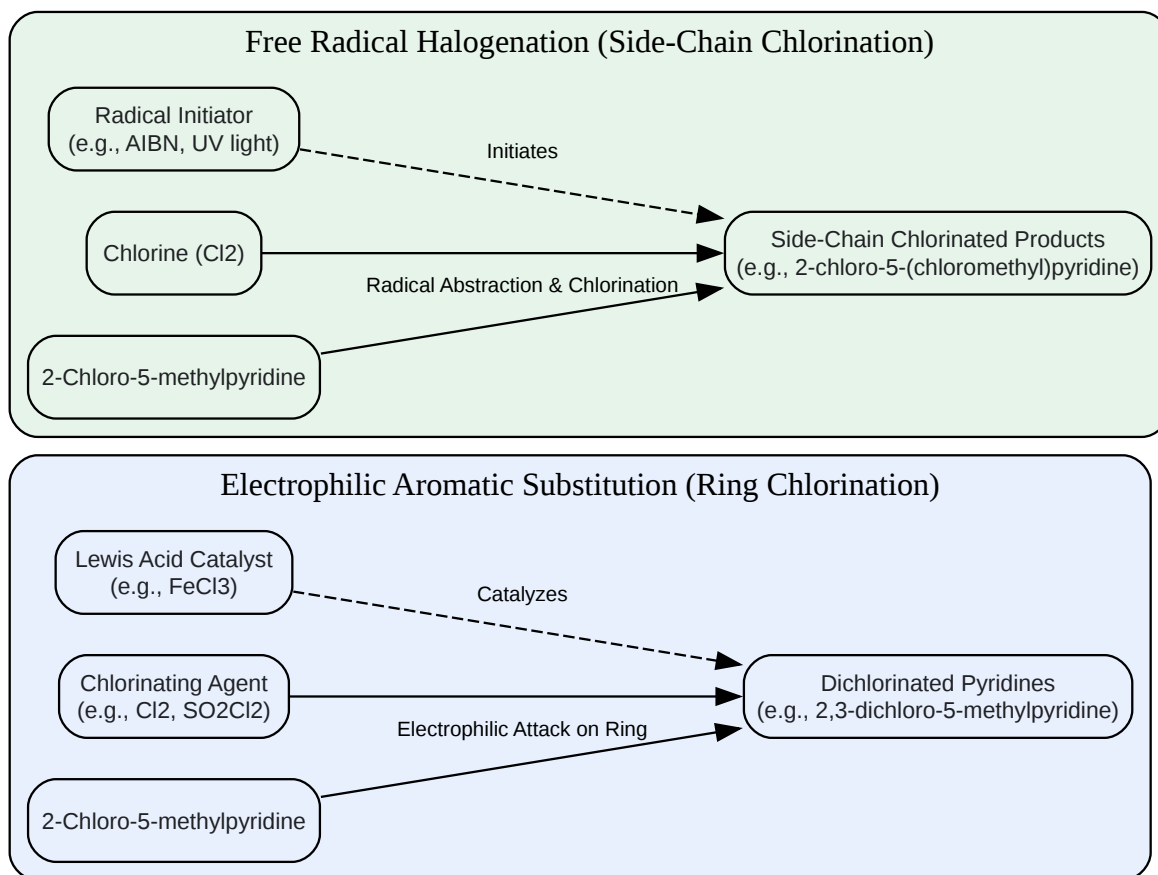 Free Radical Halogenation (Side-Chain Chlorination)
Radical Initiator
(e.g., AIBN, UV light)
Initiates
Chlorine (Cl2)
Side-Chain Chlorinated Products
(e.g., 2-chloro-5-(chloromethyl)pyridine)
Radical Abstraction & Chlorination
2-Chloro-5-methylpyridine
Electrophilic Aromatic Substitution (Ring Chlorination)
Lewis Acid Catalyst
(e.g., FeCl3)
Catalyzes
Chlorinating Agent
(e.g., Cl2, SO2Cl2)
Dichlorinated Pyridines
(e.g., 2,3-dichloro-5-methylpyridine)
Electrophilic Attack on Ring
2-Chloro-5-methylpyridine